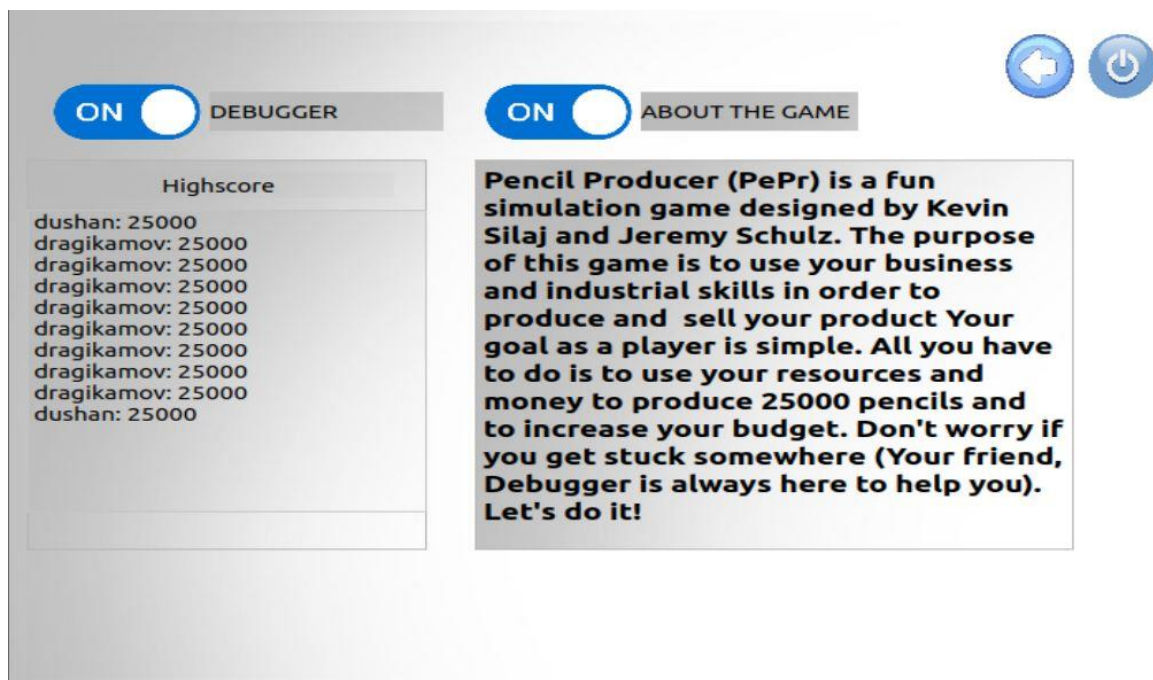 ON DEBUGGER
ON ABOUT THE GAME
Highscore
dushan: 25000
dragikamov: 25000
dragikamov: 25000
dragikamov: 25000
dragikamov: 25000
dragikamov: 25000
dragikamov: 25000
dragikamov: 25000
dragikamov: 25000
dushan: 25000
Pencil Producer (PePr) is a fun
simulation game designed by Kevin
Silaj and Jeremy Schulz. The purpose
of this game is to use your business
and industrial skills in order to
produce and  sell your product Your
goal as a player is simple. All you have
to do is to use your resources and
money to produce 25000 pencils and
to increase your budget. Don't worry if
you get stuck somewhere (Your friend,
Debugger is always here to help you).
Let's do it!